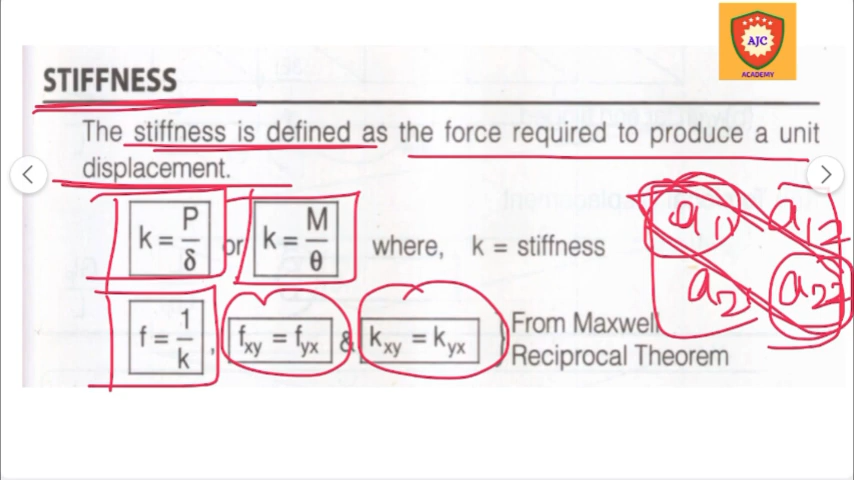 AJC
ACADEMY
STIFFNESS
The stiffness is defined as the force required to produce a unit
displacement.
k = P/δ or k = M/θ where, k = stiffness
f = 1/k , f_xy = f_yx & k_xy = k_yx } From Maxwell
Reciprocal Theorem
a11 a12
a21 a22